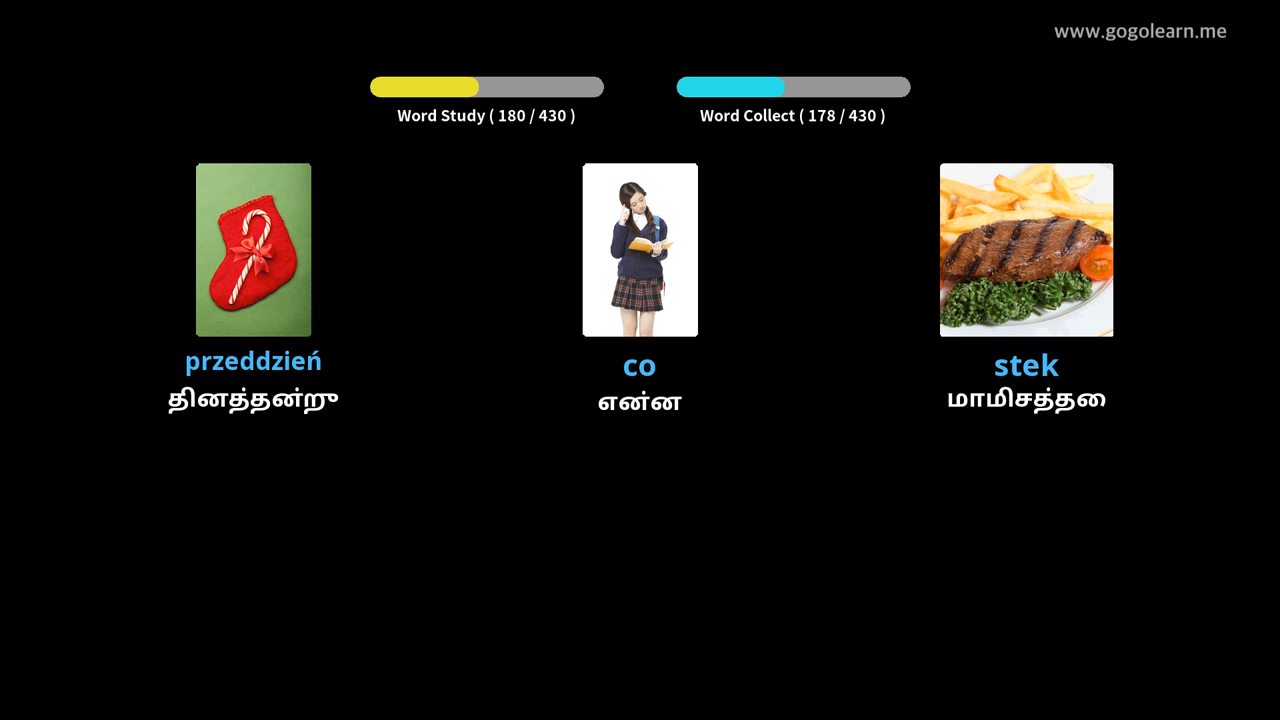 www.gogolearn.me
Word Study ( 180 / 430 )
Word Collect ( 178 / 430 )
przeddzień
தினத்தன்று
co
என்ன
stek
மாமிசத்தை